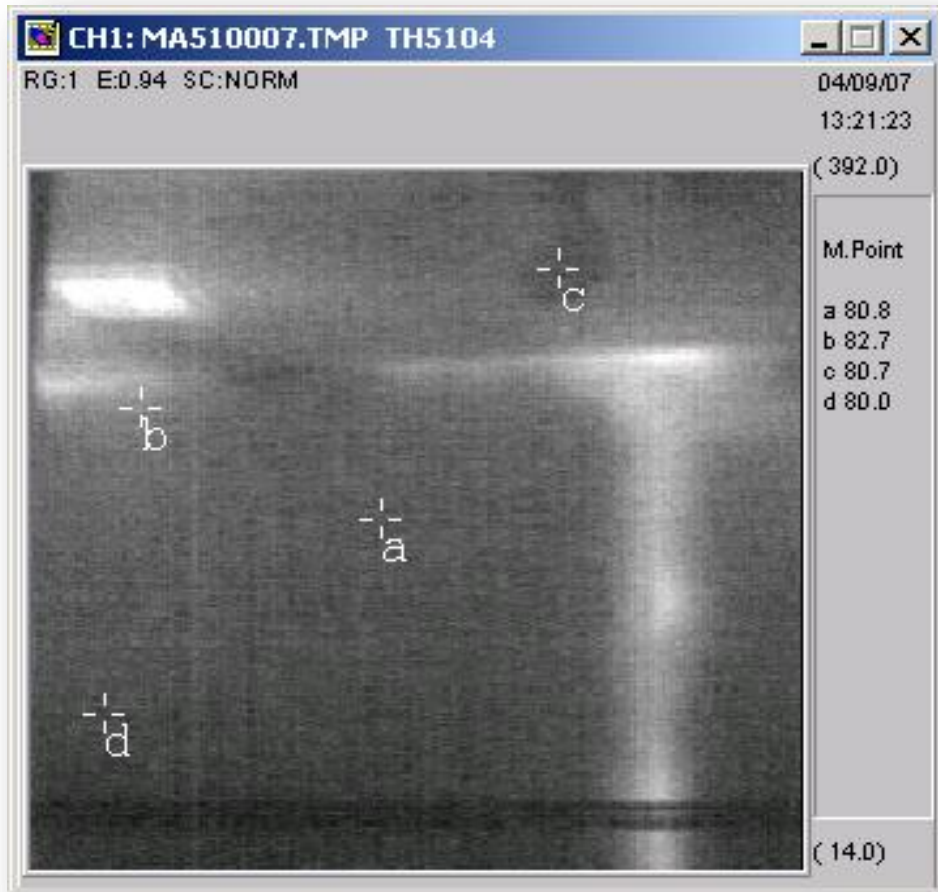 CH1: MA510007.TMP TH5104
RG:1 E:0.94 SC:NORM
04/09/07
13:21:23
( 392.0)
M.Point
a 80.8
b 82.7
c 80.7
d 80.0
c
b
a
d
( 14.0)